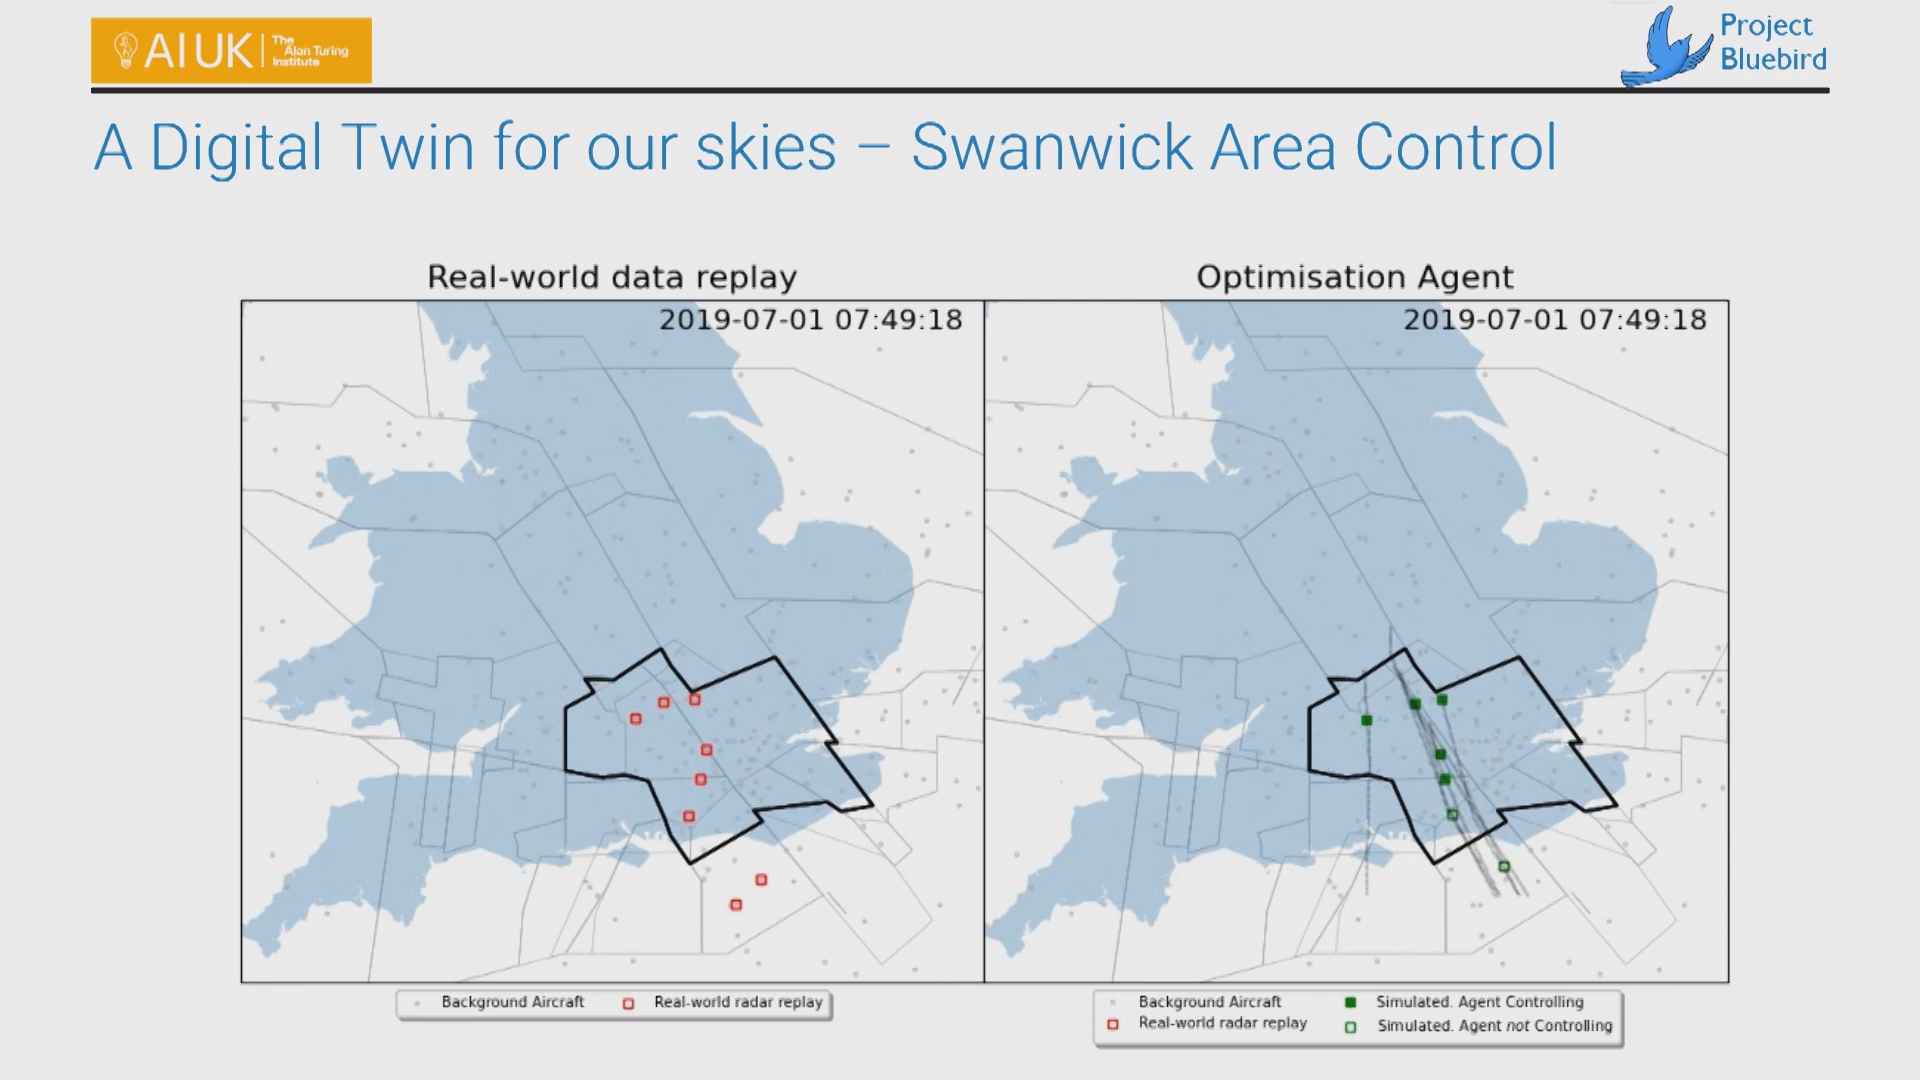 AI UK | The Alan Turing Institute
Project
Bluebird
A Digital Twin for our skies – Swanwick Area Control
Real-world data replay
Optimisation Agent
2019-07-01 07:49:18
2019-07-01 07:49:18
Background Aircraft
Real-world radar replay
Background Aircraft
Simulated. Agent Controlling
Real-world radar replay
Simulated. Agent not Controlling